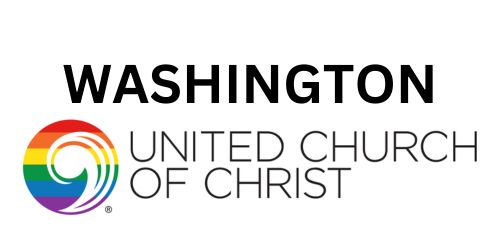 WASHINGTON
UNITED CHURCH
OF CHRIST
®